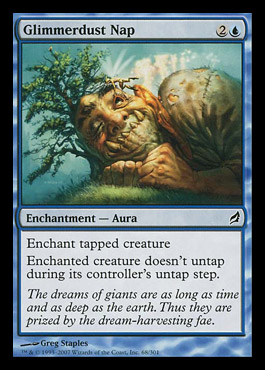 Glimmerdust Nap 2
Enchantment — Aura
Enchant tapped creature
Enchanted creature doesn't untap
during its controller's untap step.
The dreams of giants are as long as time
and as deep as the earth. Thus they are
prized by the dream-harvesting fae.
Greg Staples
™ & © 1993–2007 Wizards of the Coast, Inc. 68/301